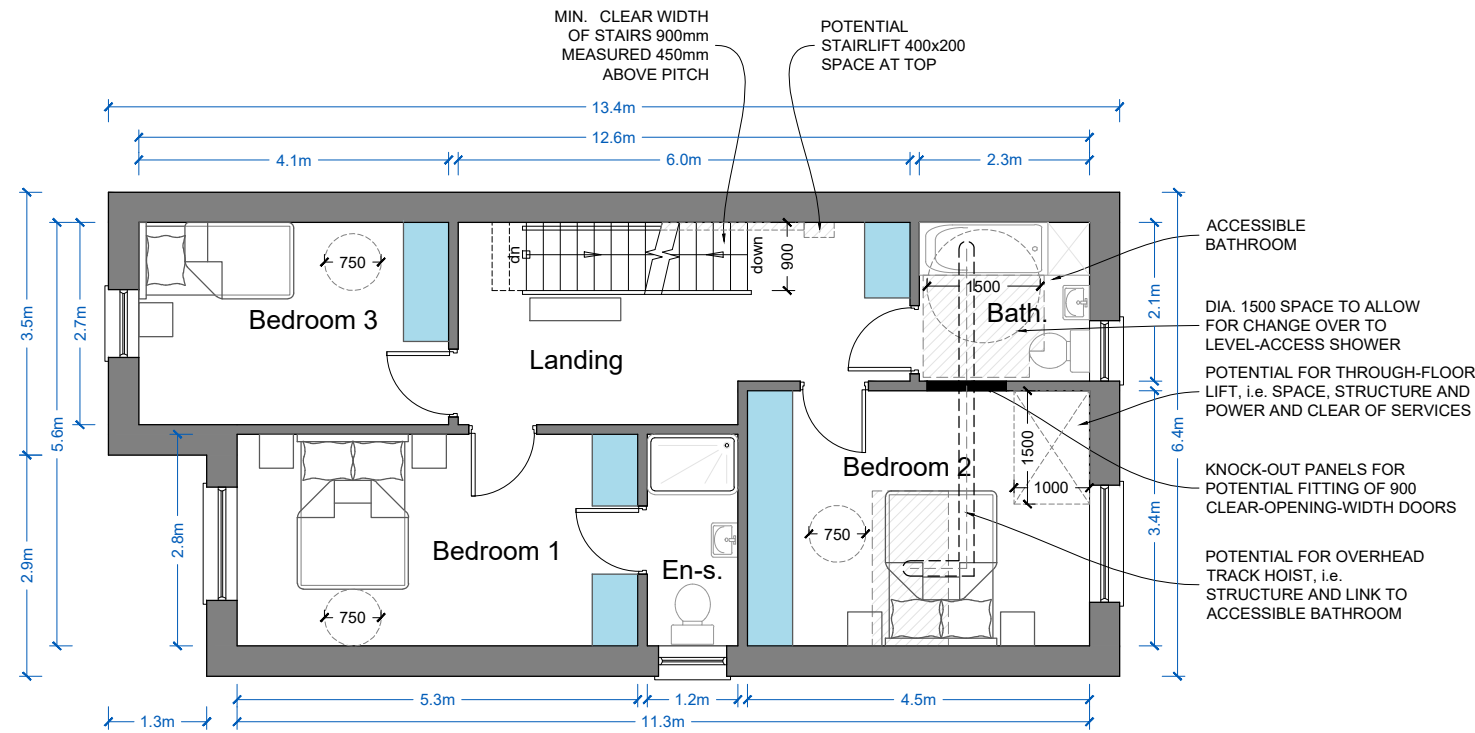 MIN. CLEAR WIDTH
OF STAIRS 900mm
MEASURED 450mm
ABOVE PITCH
POTENTIAL
STAIRLIFT 400x200
SPACE AT TOP
13.4m
12.6m
4.1m
6.0m
2.3m
3.5m
2.9m
5.6m
2.7m
2.8m
750
Bedroom 3
dn
down
900
Landing
1500
Bath.
2.1m
6.4m
3.4m
ACCESSIBLE
BATHROOM
DIA. 1500 SPACE TO ALLOW
FOR CHANGE OVER TO
LEVEL-ACCESS SHOWER
POTENTIAL FOR THROUGH-FLOOR
LIFT, i.e. SPACE, STRUCTURE AND
POWER AND CLEAR OF SERVICES
KNOCK-OUT PANELS FOR
POTENTIAL FITTING OF 900
CLEAR-OPENING-WIDTH DOORS
POTENTIAL FOR OVERHEAD
TRACK HOIST, i.e.
STRUCTURE AND LINK TO
ACCESSIBLE BATHROOM
Bedroom 1
750
En-s.
Bedroom 2
750
1500
1000
5.3m
1.2m
4.5m
1.3m
11.3m